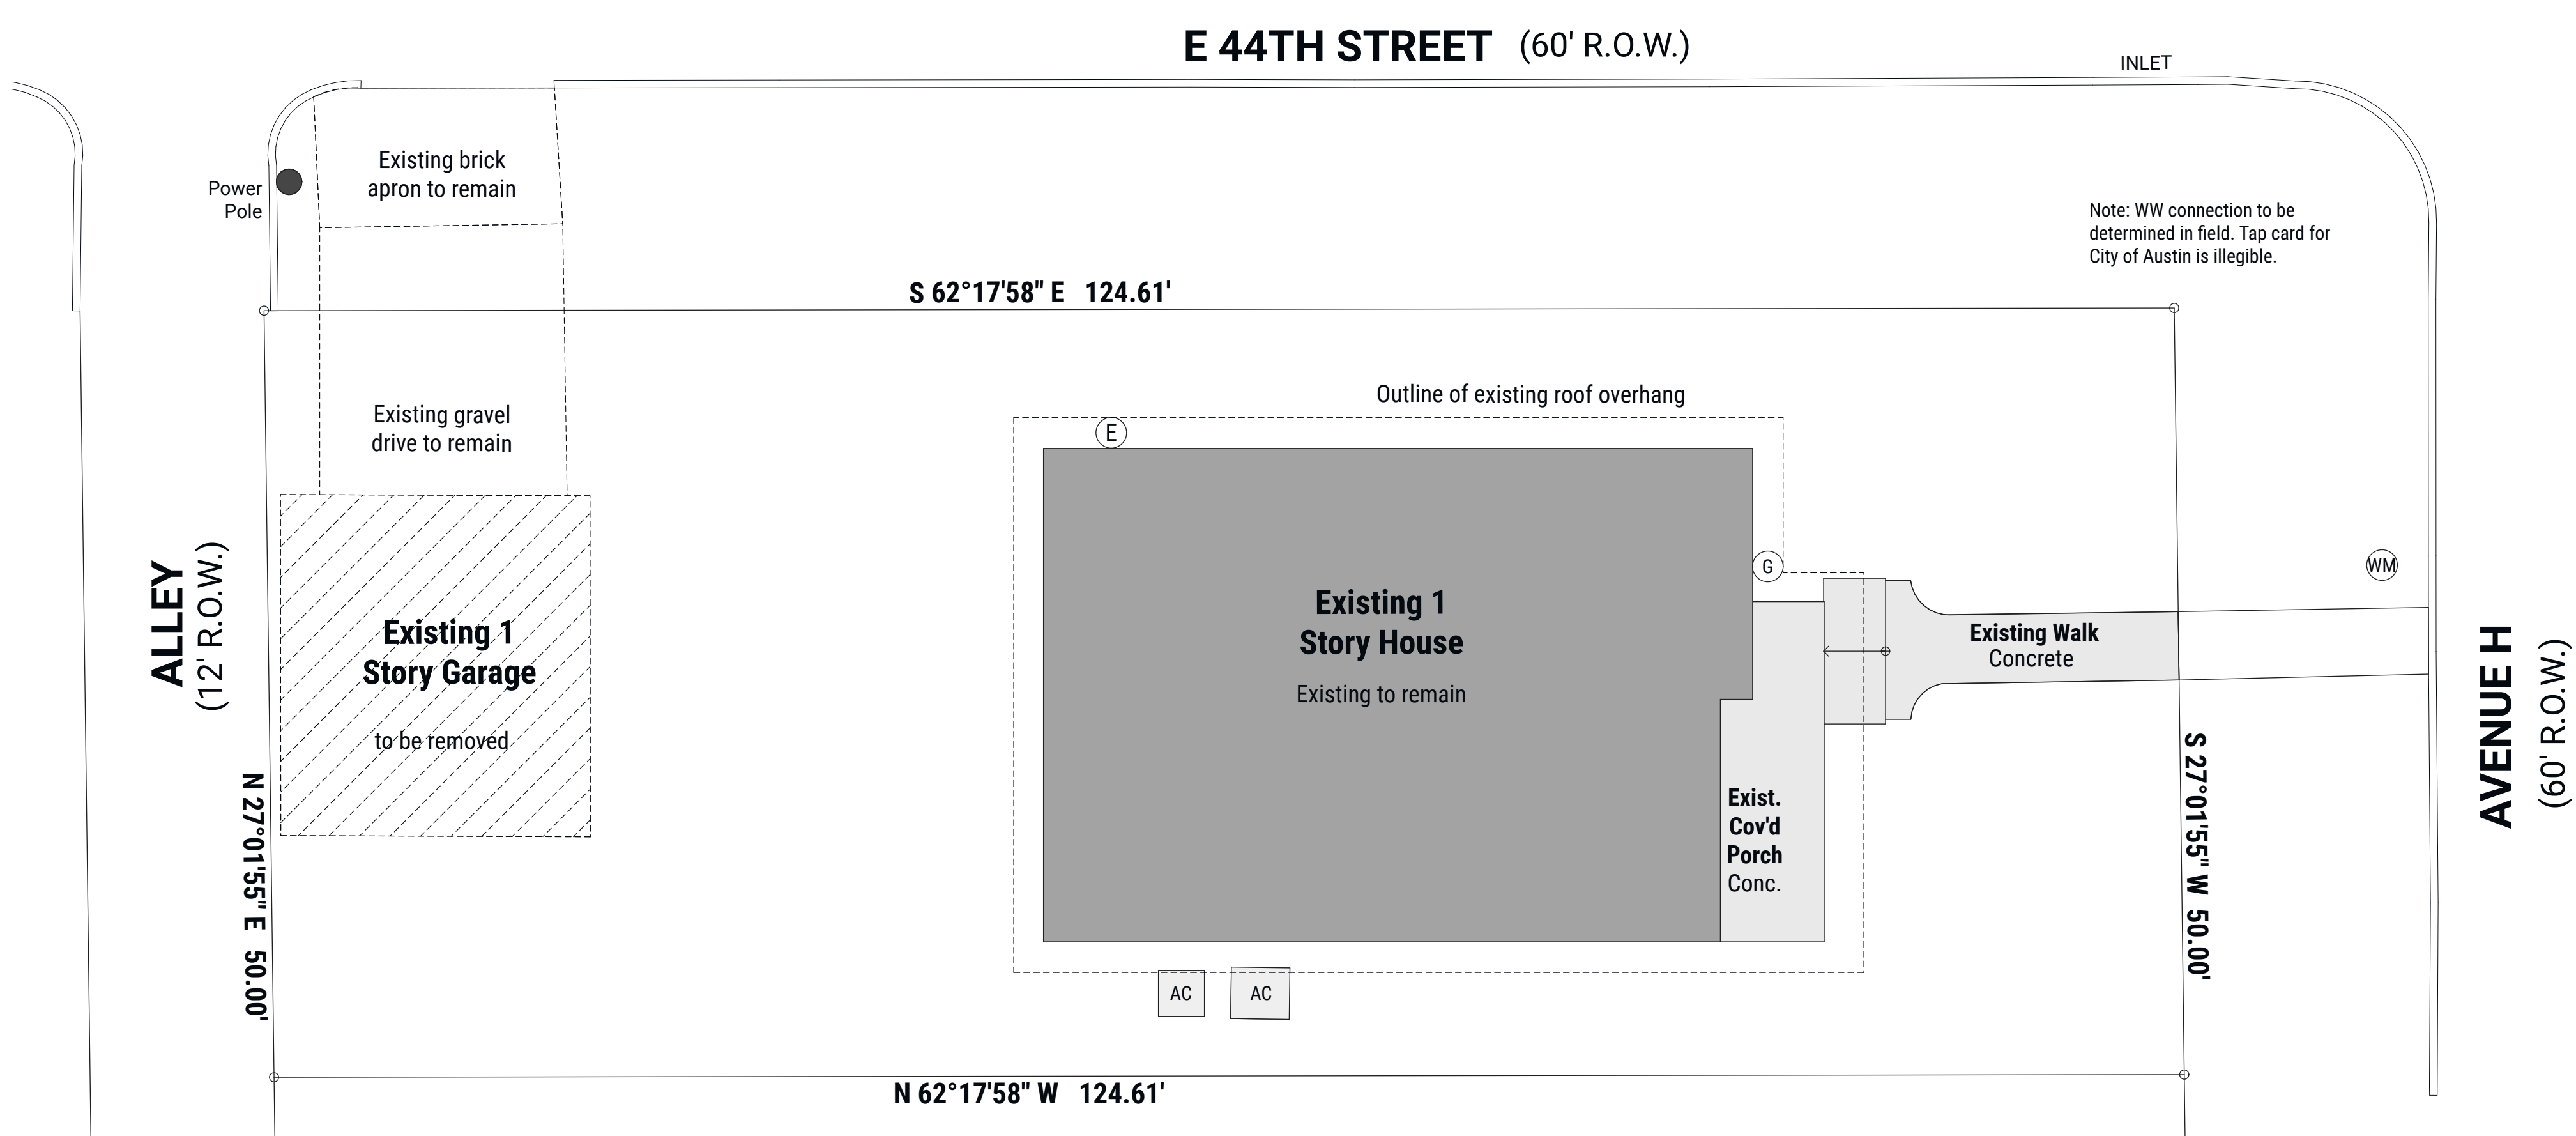 E 44TH STREET (60' R.O.W.)
INLET
Existing brick
apron to remain
Power
Pole
Note: WW connection to be
determined in field. Tap card for
City of Austin is illegible.
S 62°17'58" E 124.61'
Outline of existing roof overhang
Existing gravel
drive to remain
E
G
WM
ALLEY
(12' R.O.W.)
Existing 1
Story Garage
to be removed
Existing 1
Story House
Existing to remain
Existing Walk
Concrete
AVENUE H
(60' R.O.W.)
Exist.
Cov'd
Porch
Conc.
N 27°01'55" E 50.00'
S 27°01'55" W 50.00'
AC
AC
N 62°17'58" W 124.61'